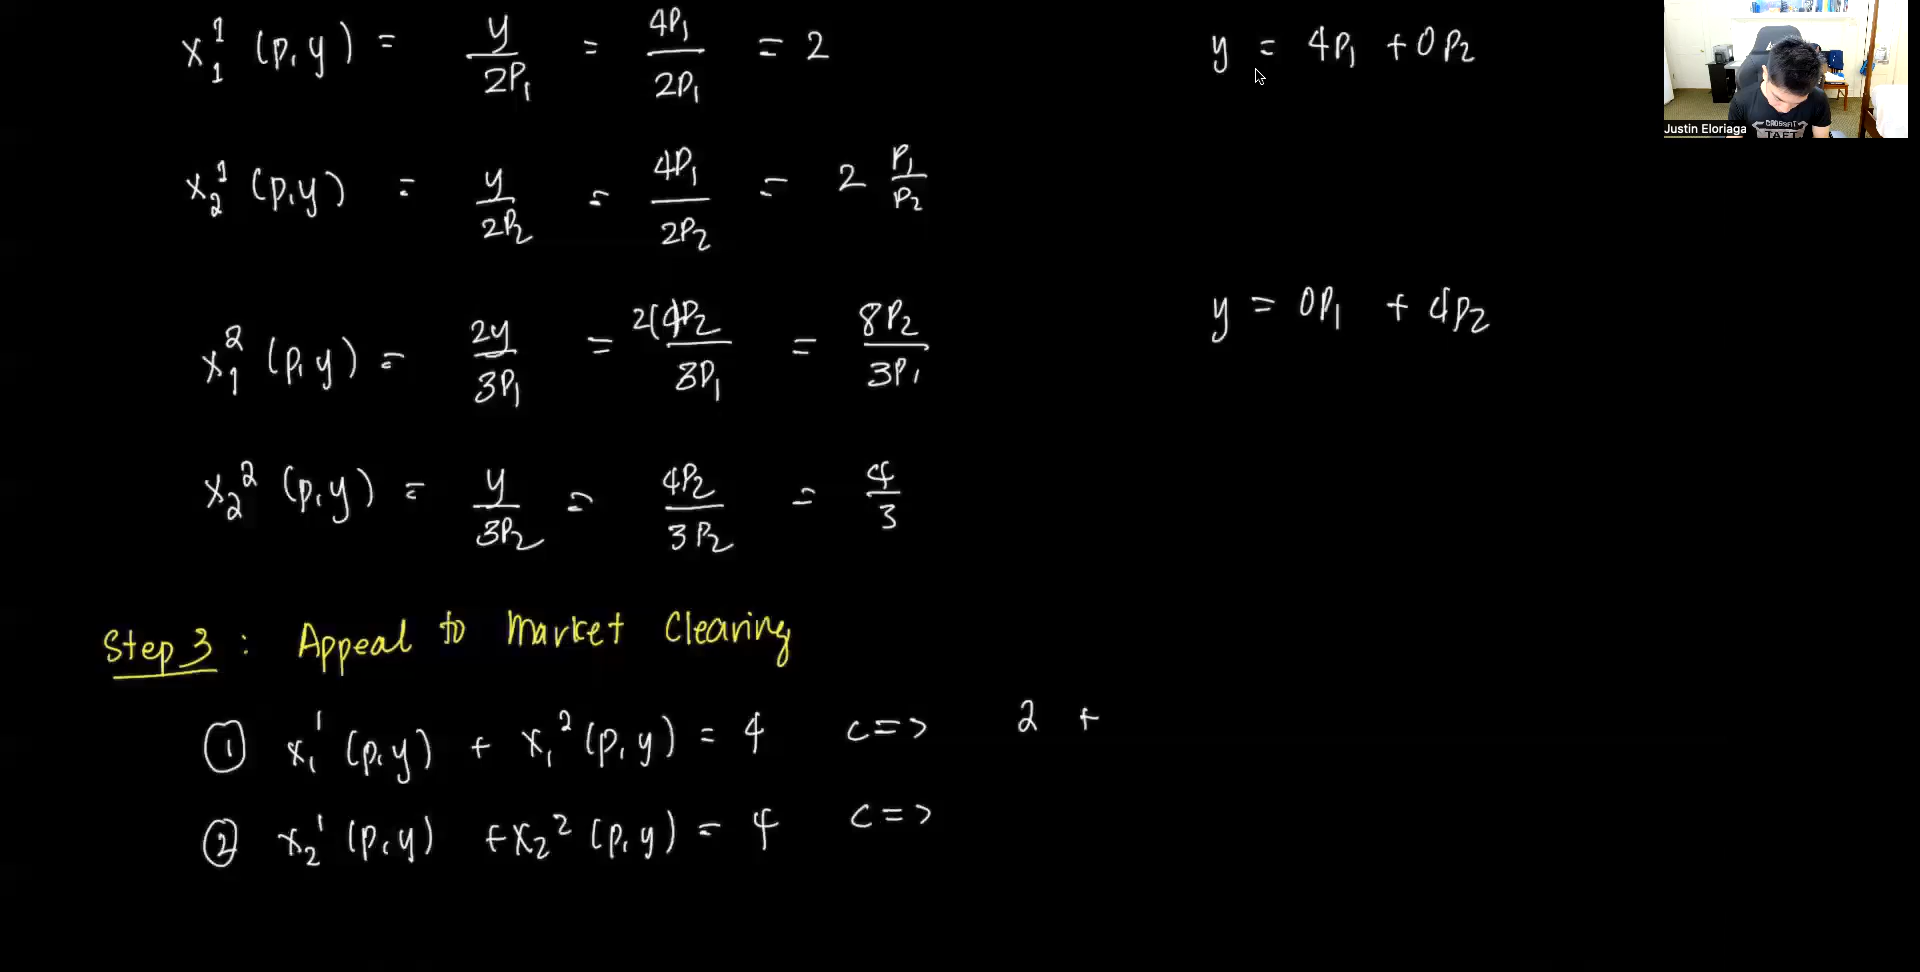 x₁¹ (p,y) = y/2P₁ = 4P₁/2P₁ = 2 y = 4P₁ + 0P₂
x₂¹ (p,y) = y/2P₂ = 4P₁/2P₂ = 2 P₁/P₂
x₁² (p,y) = 2y/3P₁ = 2(4P₂/3P₁ = 8P₂/3P₁ y = 0P₁ + 4P₂
x₂² (p,y) = y/3P₂ = 4P₂/3P₂ = 4/3
Step 3 : Appeal to Market Clearing
① x₁¹ (p,y) + x₁² (p,y) = 4 <=> 2 +
② x₂¹ (p,y) + x₂² (p,y) = 4 <=>
Justin Eloriaga
CROSSFIT
TAFT